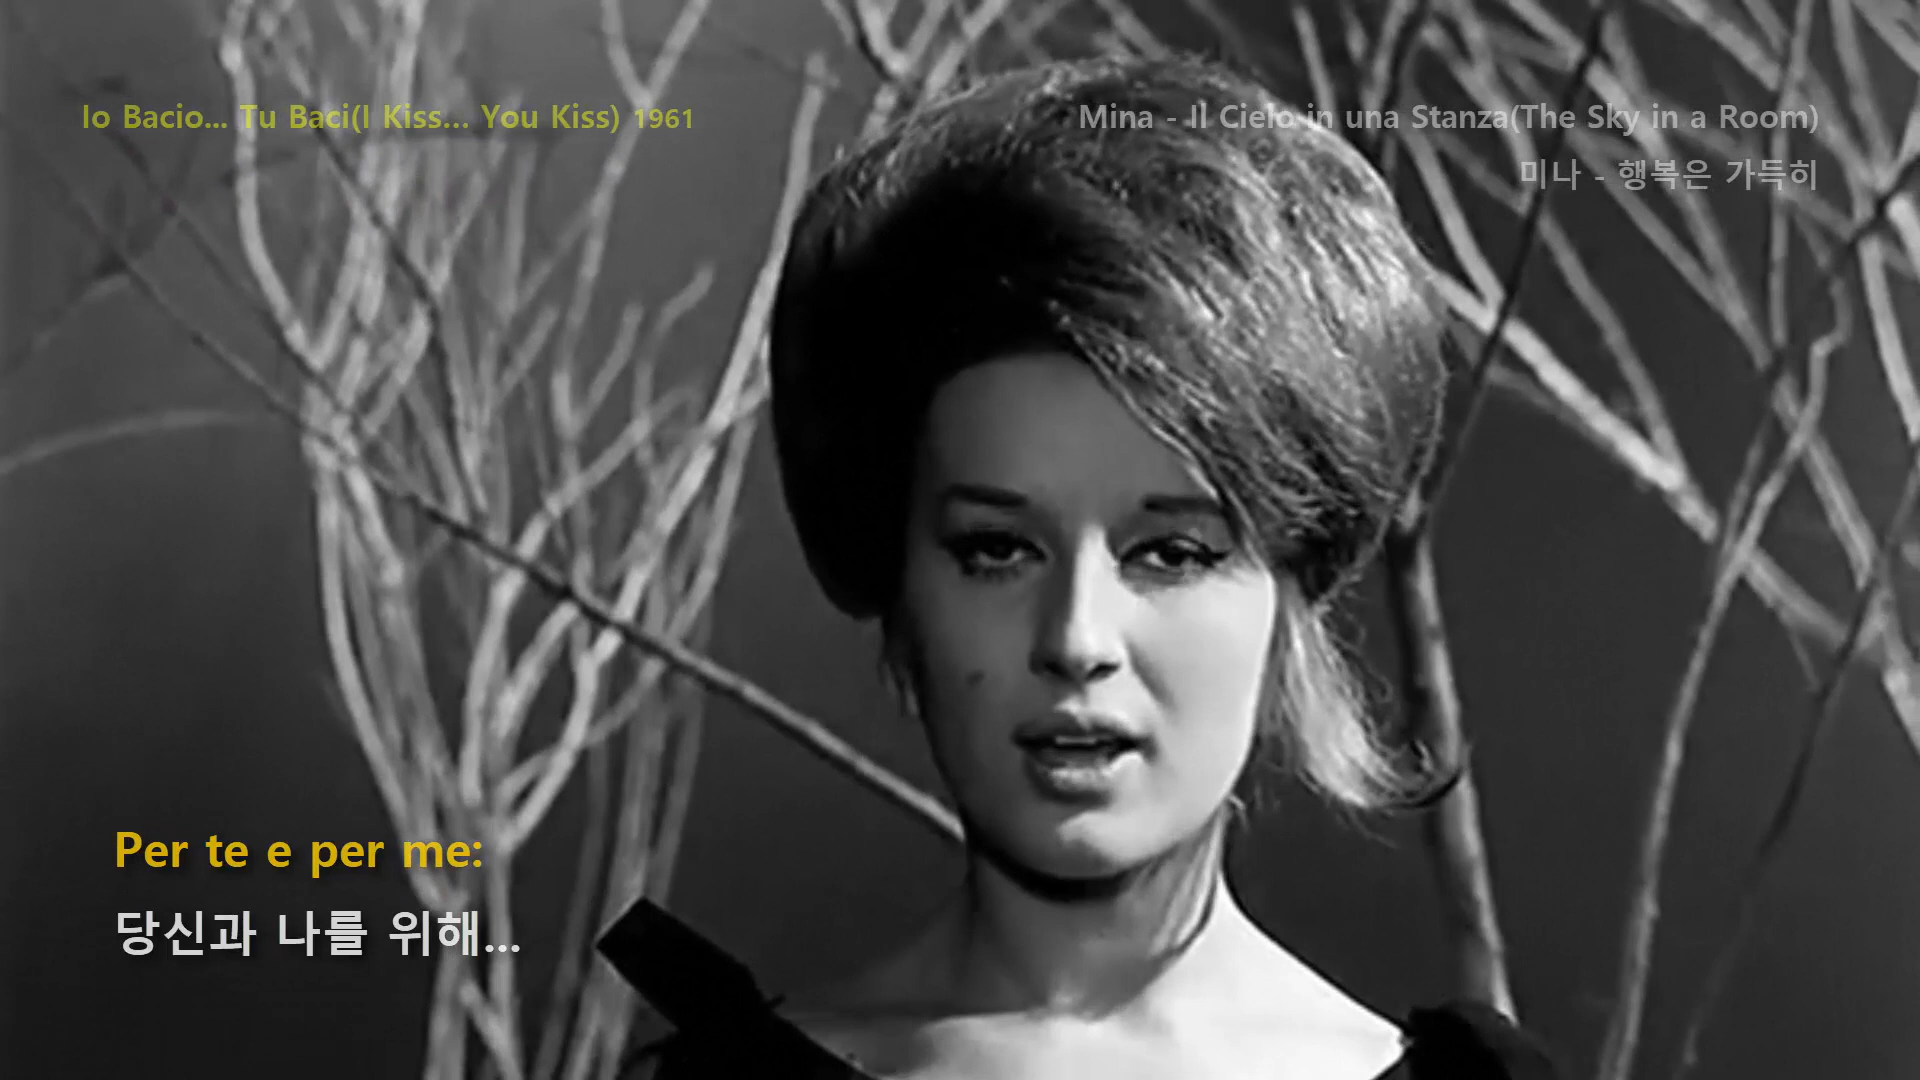 Io Bacio... Tu Baci(I Kiss... You Kiss) 1961
Mina - Il Cielo in una Stanza(The Sky in a Room)
미나 - 행복은 가득히
Per te e per me:
당신과 나를 위해...